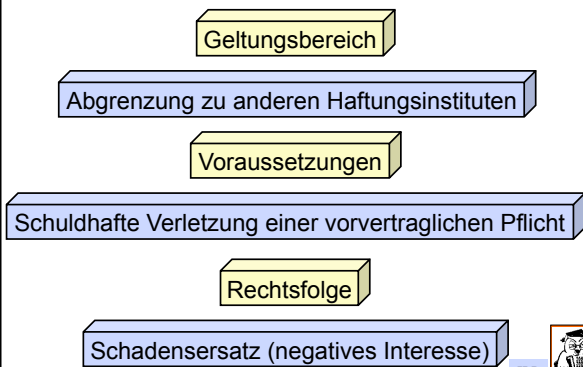 Geltungsbereich
Abgrenzung zu anderen Haftungsinstituten
Voraussetzungen
Schuldhafte Verletzung einer vorvertraglichen Pflicht
Rechtsfolge
Schadensersatz (negatives Interesse)